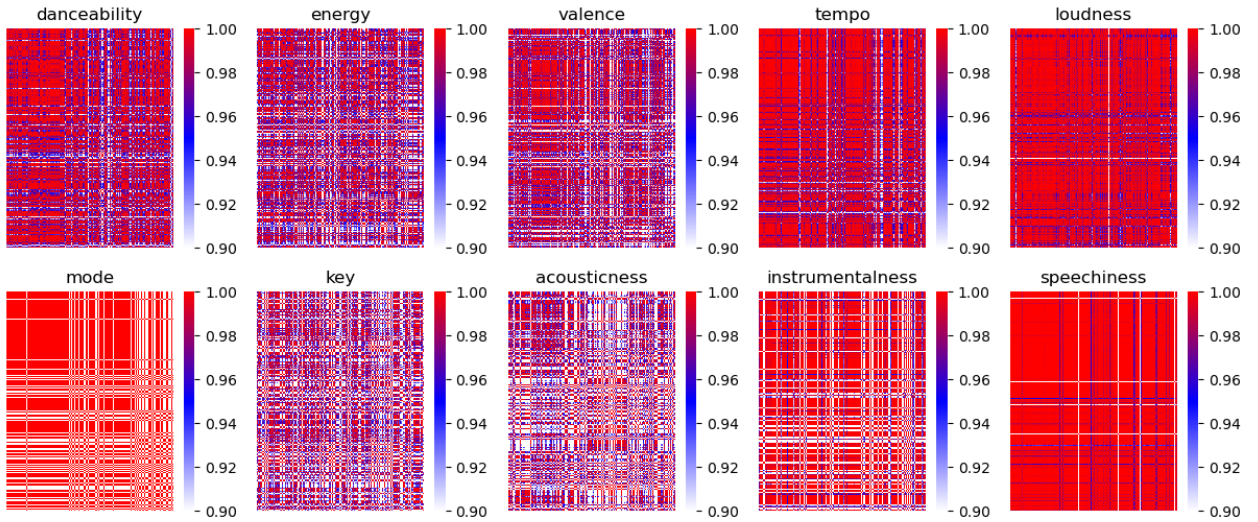 danceability energy valence tempo loudness
1.00 1.00 1.00 1.00 1.00
0.98 0.98 0.98 0.98 0.98
0.96 0.96 0.96 0.96 0.96
0.94 0.94 0.94 0.94 0.94
0.92 0.92 0.92 0.92 0.92
0.90 0.90 0.90 0.90 0.90
mode key acousticness instrumentalness speechiness
1.00 1.00 1.00 1.00 1.00
0.98 0.98 0.98 0.98 0.98
0.96 0.96 0.96 0.96 0.96
0.94 0.94 0.94 0.94 0.94
0.92 0.92 0.92 0.92 0.92
0.90 0.90 0.90 0.90 0.90